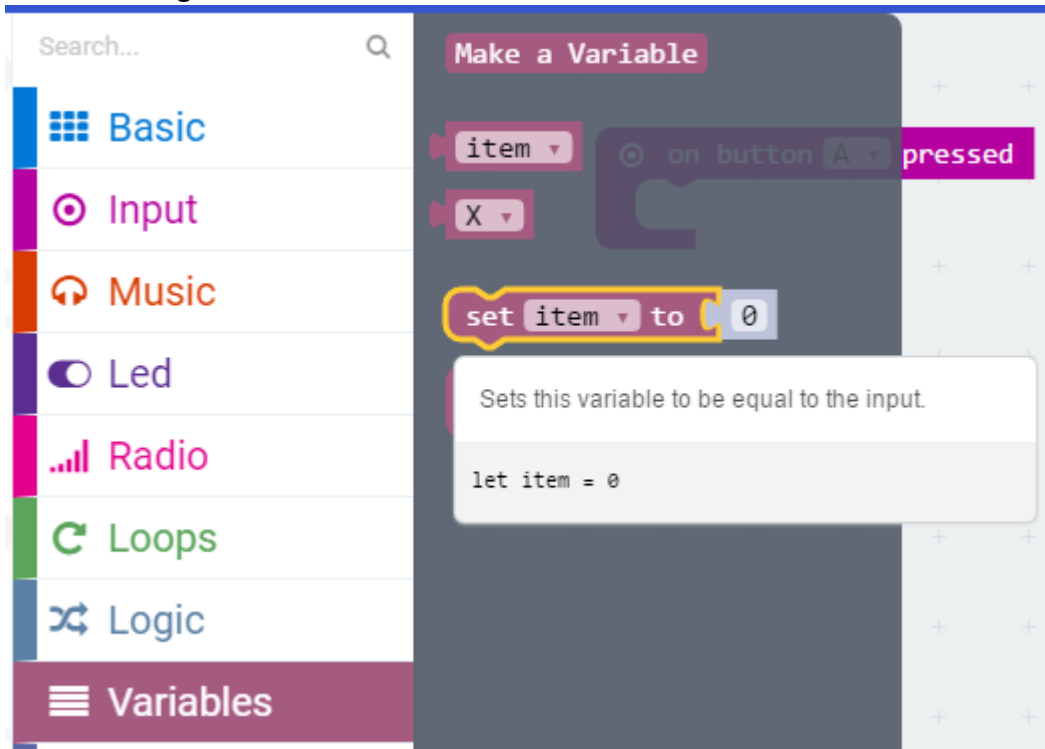 Search...
Basic
Input
Music
Led
Radio
Loops
Logic
Variables
Make a Variable
item
on button A pressed
X
set item to 0
Sets this variable to be equal to the input.
let item = 0